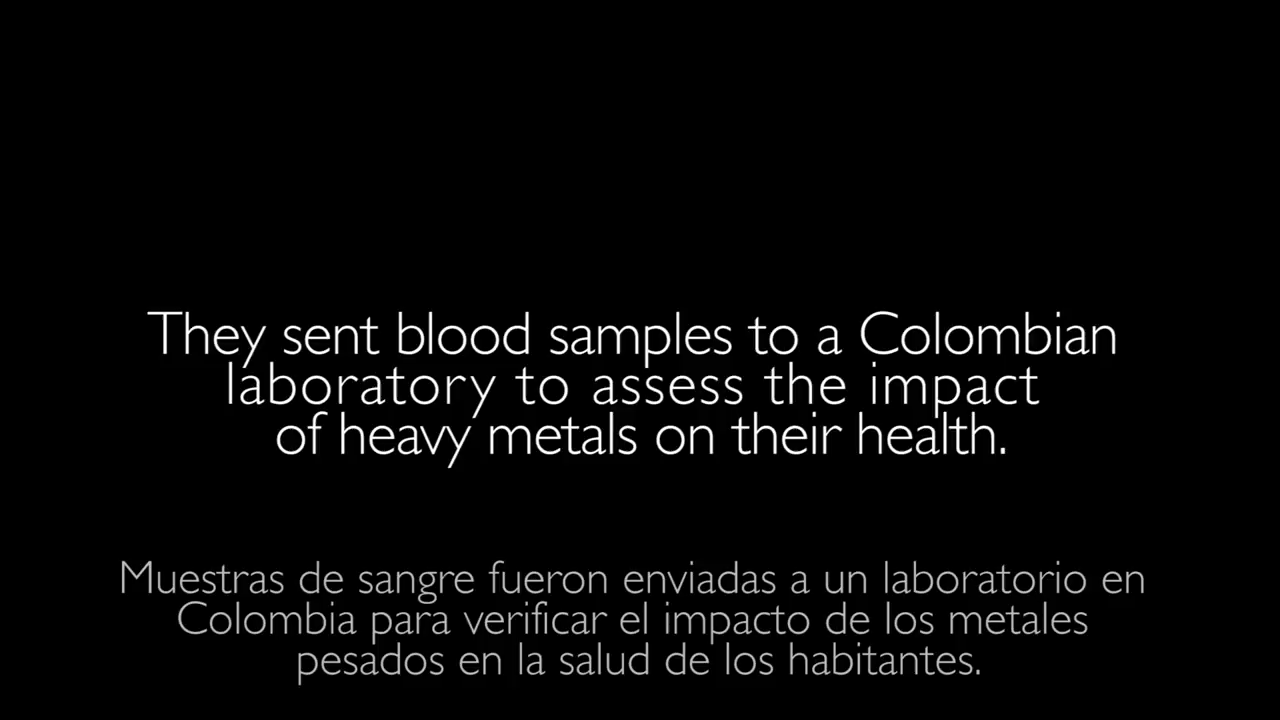 They sent blood samples to a Colombian
laboratory to assess the impact
of heavy metals on their health.
Muestras de sangre fueron enviadas a un laboratorio en
Colombia para verificar el impacto de los metales
pesados en la salud de los habitantes.